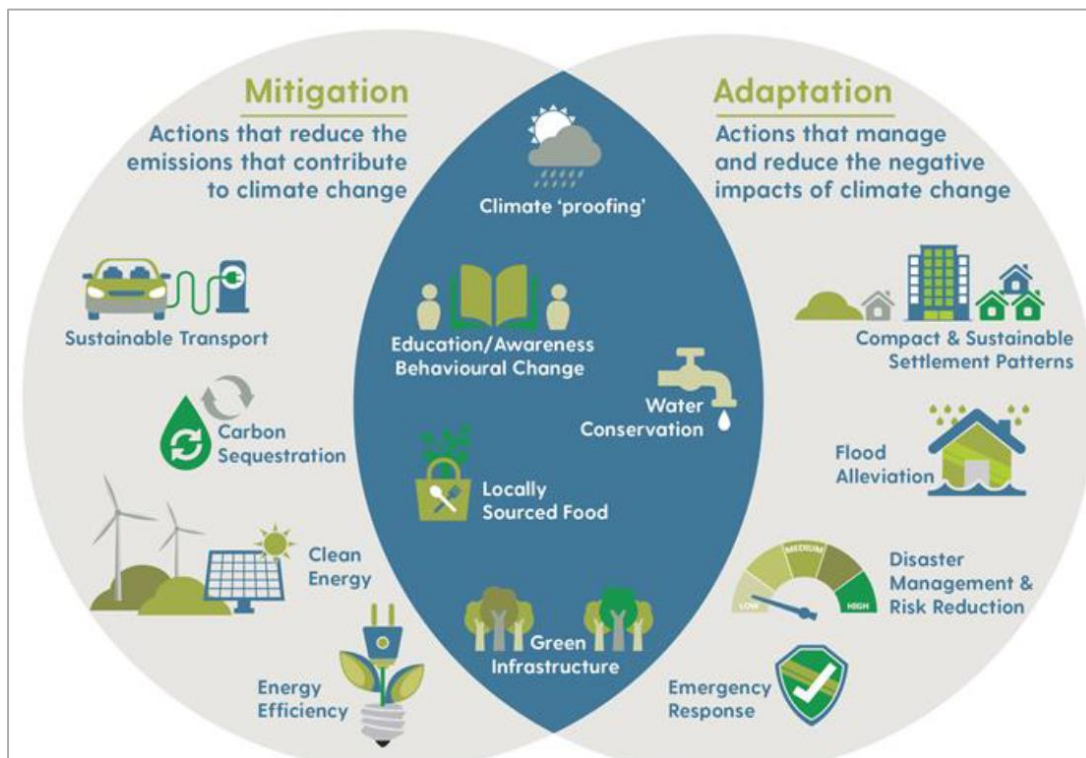 Mitigation
Actions that reduce the
emissions that contribute
to climate change
Sustainable Transport
Carbon
Sequestration
Clean
Energy
Energy
Efficiency
Climate ‘proofing’
Education/Awareness
Behavioural Change
Water
Conservation
Locally
Sourced Food
Green
Infrastructure
Adaptation
Actions that manage
and reduce the negative
impacts of climate change
Compact & Sustainable
Settlement Patterns
Flood
Alleviation
LOW
MEDIUM
HIGH
Disaster
Management &
Risk Reduction
Emergency
Response